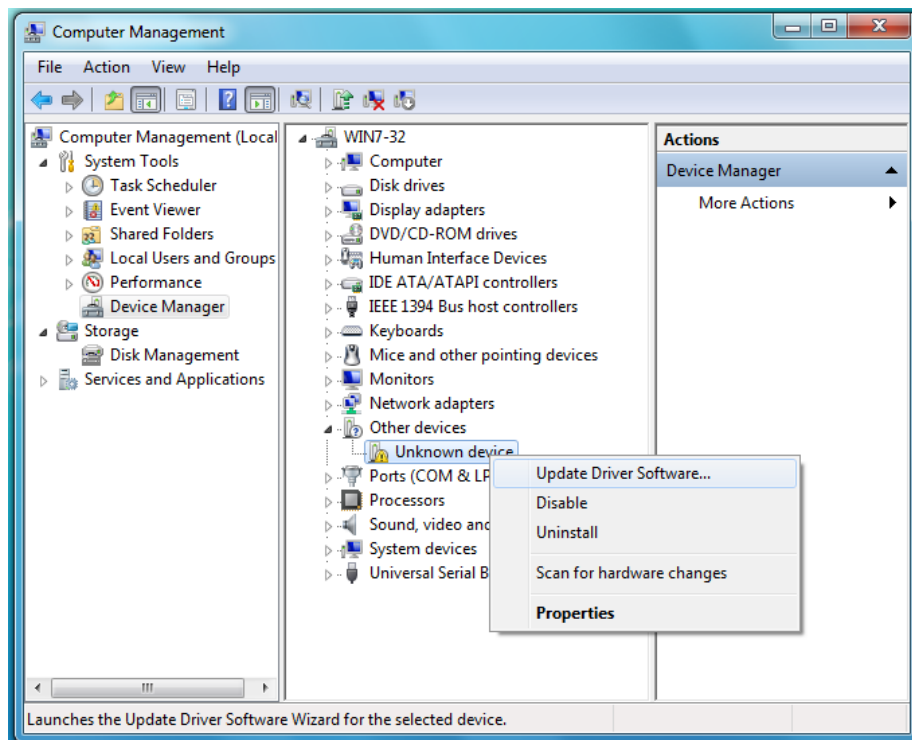 Computer Management
File Action View Help
Computer Management (Local
System Tools
Task Scheduler
Event Viewer
Shared Folders
Local Users and Groups
Performance
Device Manager
Storage
Disk Management
Services and Applications
WIN7-32
Computer
Disk drives
Display adapters
DVD/CD-ROM drives
Human Interface Devices
IDE ATA/ATAPI controllers
IEEE 1394 Bus host controllers
Keyboards
Mice and other pointing devices
Monitors
Network adapters
Other devices
Unknown device
Ports (COM & LP
Processors
Sound, video and
System devices
Universal Serial B
Update Driver Software...
Disable
Uninstall
Scan for hardware changes
Properties
Actions
Device Manager
More Actions
Launches the Update Driver Software Wizard for the selected device.